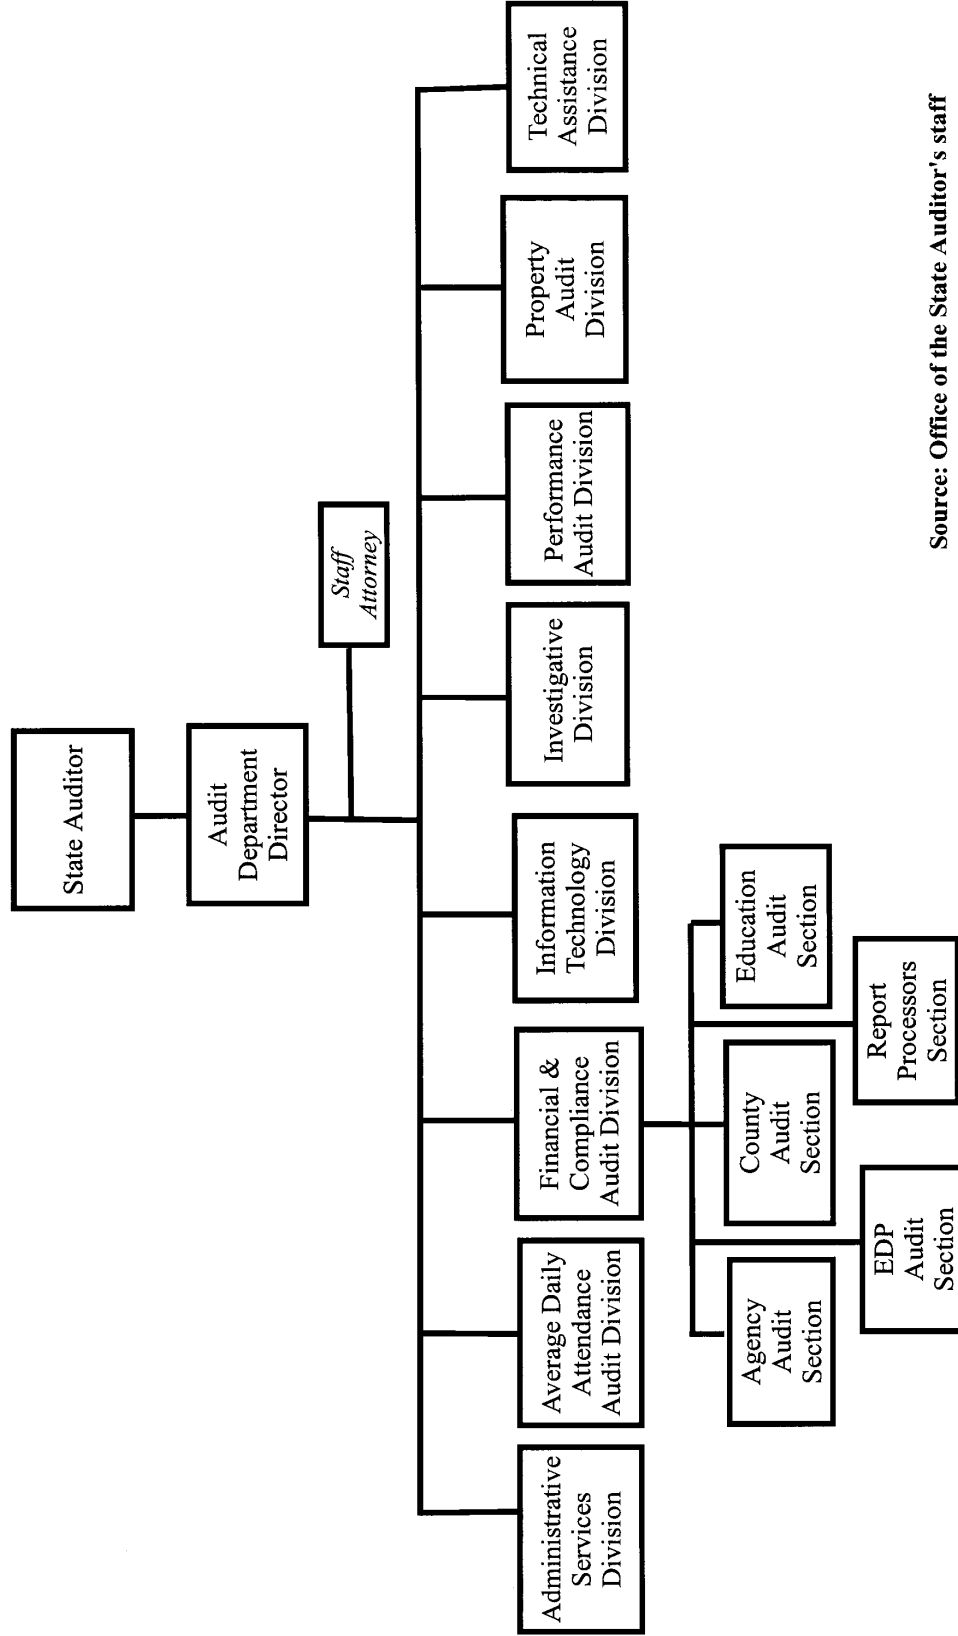 State Auditor
Audit
Department
Director
Staff
Attorney
Administrative
Services
Division
Average Daily
Attendance
Audit Division
Financial &
Compliance
Audit Division
Information
Technology
Division
Investigative
Division
Performance
Audit Division
Property
Audit
Division
Technical
Assistance
Division
Agency
Audit
Section
County
Audit
Section
Education
Audit
Section
EDP
Audit
Section
Report
Processors
Section
Source: Office of the State Auditor's staff